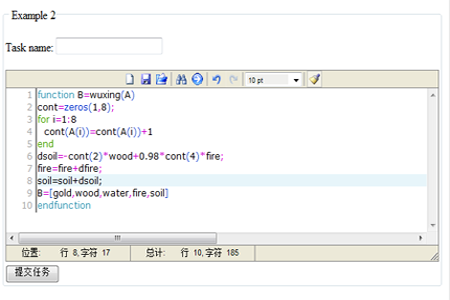 Example 2
Task name:
10 pt
1 function B=wuxing(A)
2 cont=zeros(1,8);
3 for i=1:8
4 cont(A(i))=cont(A(i))+1
5 end
6 dsoil=-cont(2)*wood+0.98*cont(4)*fire;
7 fire=fire+dfire;
8 soil=soil+dsoil;
9 B=[gold,wood,water,fire,soil]
10 endfunction
位置: 行 8,字符 17 总计: 行 10,字符 185
提交任务